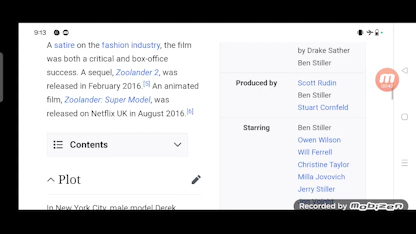 9:13
A satire on the fashion industry, the film
was both a critical and box-office
success. A sequel, Zoolander 2, was
released in February 2016.[5] An animated
film, Zoolander: Super Model, was
released on Netflix UK in August 2016.[6]
Contents
Plot
In New York City, male model Derek
by Drake Sather
Ben Stiller
Produced by
Scott Rudin
Ben Stiller
Stuart Cornfeld
Starring
Ben Stiller
Owen Wilson
Will Ferrell
Christine Taylor
Milla Jovovich
Jerry Stiller
Recorded by Mobizen